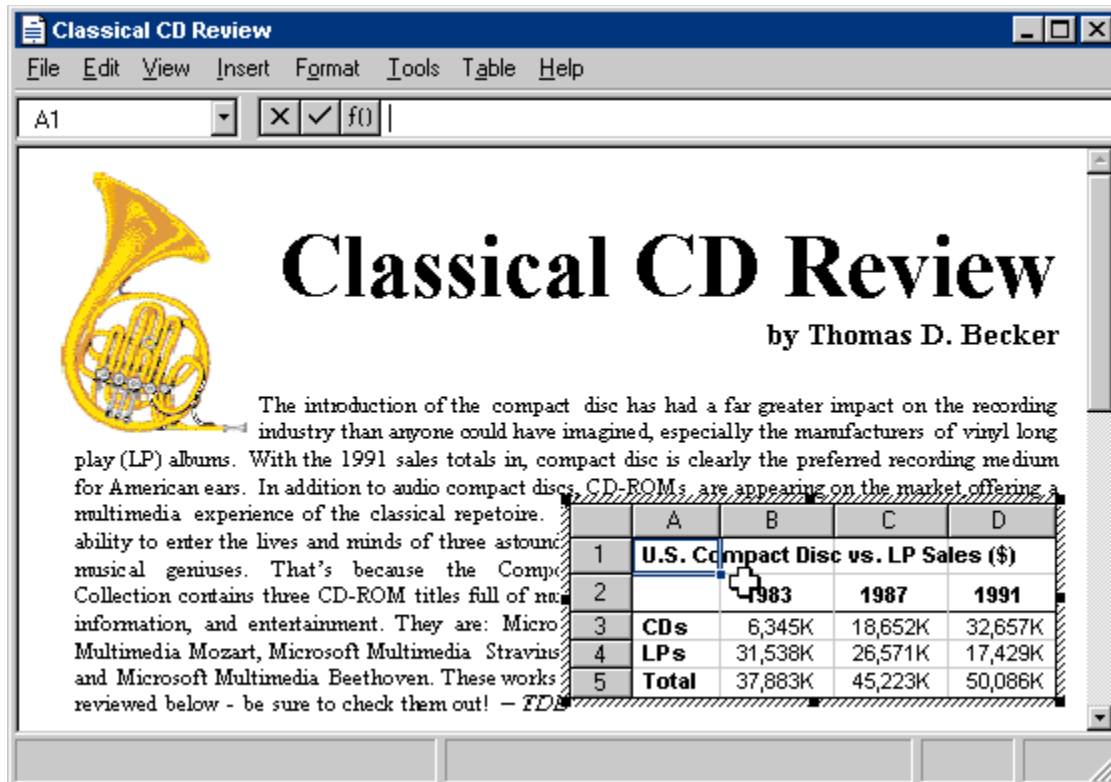 Classical CD Review
File Edit View Insert Format Tools Table Help
A1 f()
Classical CD Review
by Thomas D. Becker
The introduction of the compact disc has had a far greater impact on the recording
industry than anyone could have imagined, especially the manufacturers of vinyl long
play (LP) albums. With the 1991 sales totals in, compact disc is clearly the preferred recording medium
for American ears. In addition to audio compact discs, CD-ROMs are appearing on the market offering a
multimedia experience of the classical repetoire.
ability to enter the lives and minds of three astound
musical geniuses. That's because the Compo
Collection contains three CD-ROM titles full of mu
information, and entertainment. They are: Micro
Multimedia Mozart, Microsoft Multimedia Stravins
and Microsoft Multimedia Beethoven. These works
reviewed below - be sure to check them out! – TDB
A B C D
1 U.S. Compact Disc vs. LP Sales ($)
2 1983 1987 1991
3 CDs 6,345K 18,652K 32,657K
4 LPs 31,538K 26,571K 17,429K
5 Total 37,883K 45,223K 50,086K